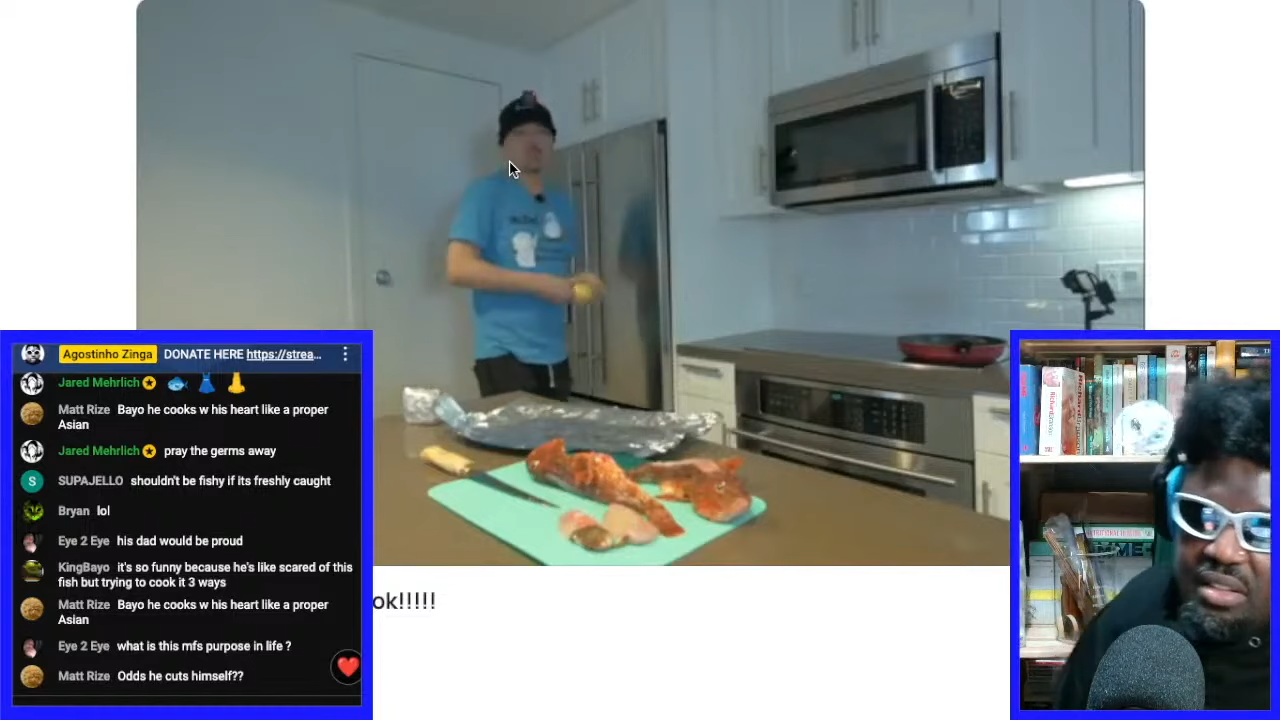 Agostinho Zinga DONATE HERE https://strea...
Jared Mehrlich
Matt Rize Bayo he cooks w his heart like a proper
Asian
Jared Mehrlich pray the germs away
S SUPAJELLO shouldn't be fishy if its freshly caught
Bryan lol
Eye 2 Eye his dad would be proud
KingBayo it's so funny because he's like scared of this
fish but trying to cook it 3 ways
Matt Rize Bayo he cooks w his heart like a proper
Asian
Eye 2 Eye what is this mfs purpose in life ?
Matt Rize Odds he cuts himself??
ok!!!!!